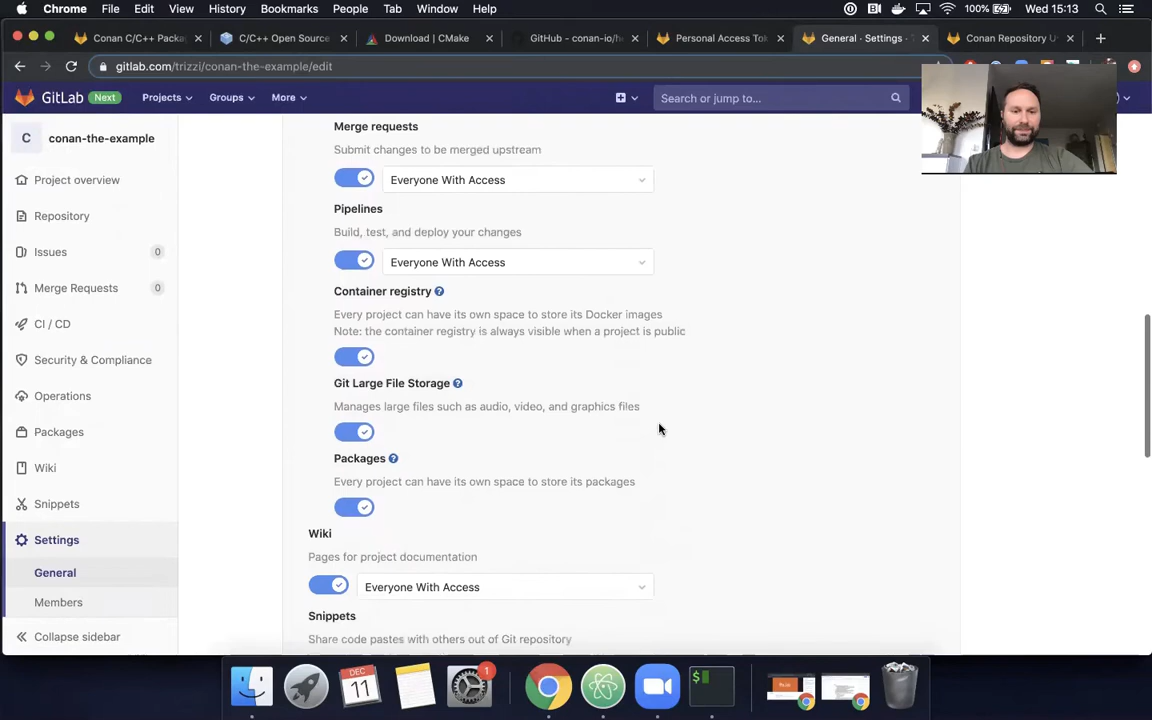 Chrome File Edit View History Bookmarks People Tab Window Help
100% Wed 15:13
Conan C/C++ Packa
C/C++ Open Source
Download | CMake
GitHub - conan-io/h
Personal Access Tok
General · Settings ·
Conan Repository U
gitlab.com/trizzi/conan-the-example/edit
GitLab Next Projects Groups More
Search or jump to...
C conan-the-example
Project overview
Repository
Issues 0
Merge Requests 0
CI / CD
Security & Compliance
Operations
Packages
Wiki
Snippets
Settings
General
Members
Collapse sidebar
Merge requests
Submit changes to be merged upstream
Everyone With Access
Pipelines
Build, test, and deploy your changes
Everyone With Access
Container registry
Every project can have its own space to store its Docker images
Note: the container registry is always visible when a project is public
Git Large File Storage
Manages large files such as audio, video, and graphics files
Packages
Every project can have its own space to store its packages
Wiki
Pages for project documentation
Everyone With Access
Snippets
Share code pastes with others out of Git repository
DEC
11
1
$